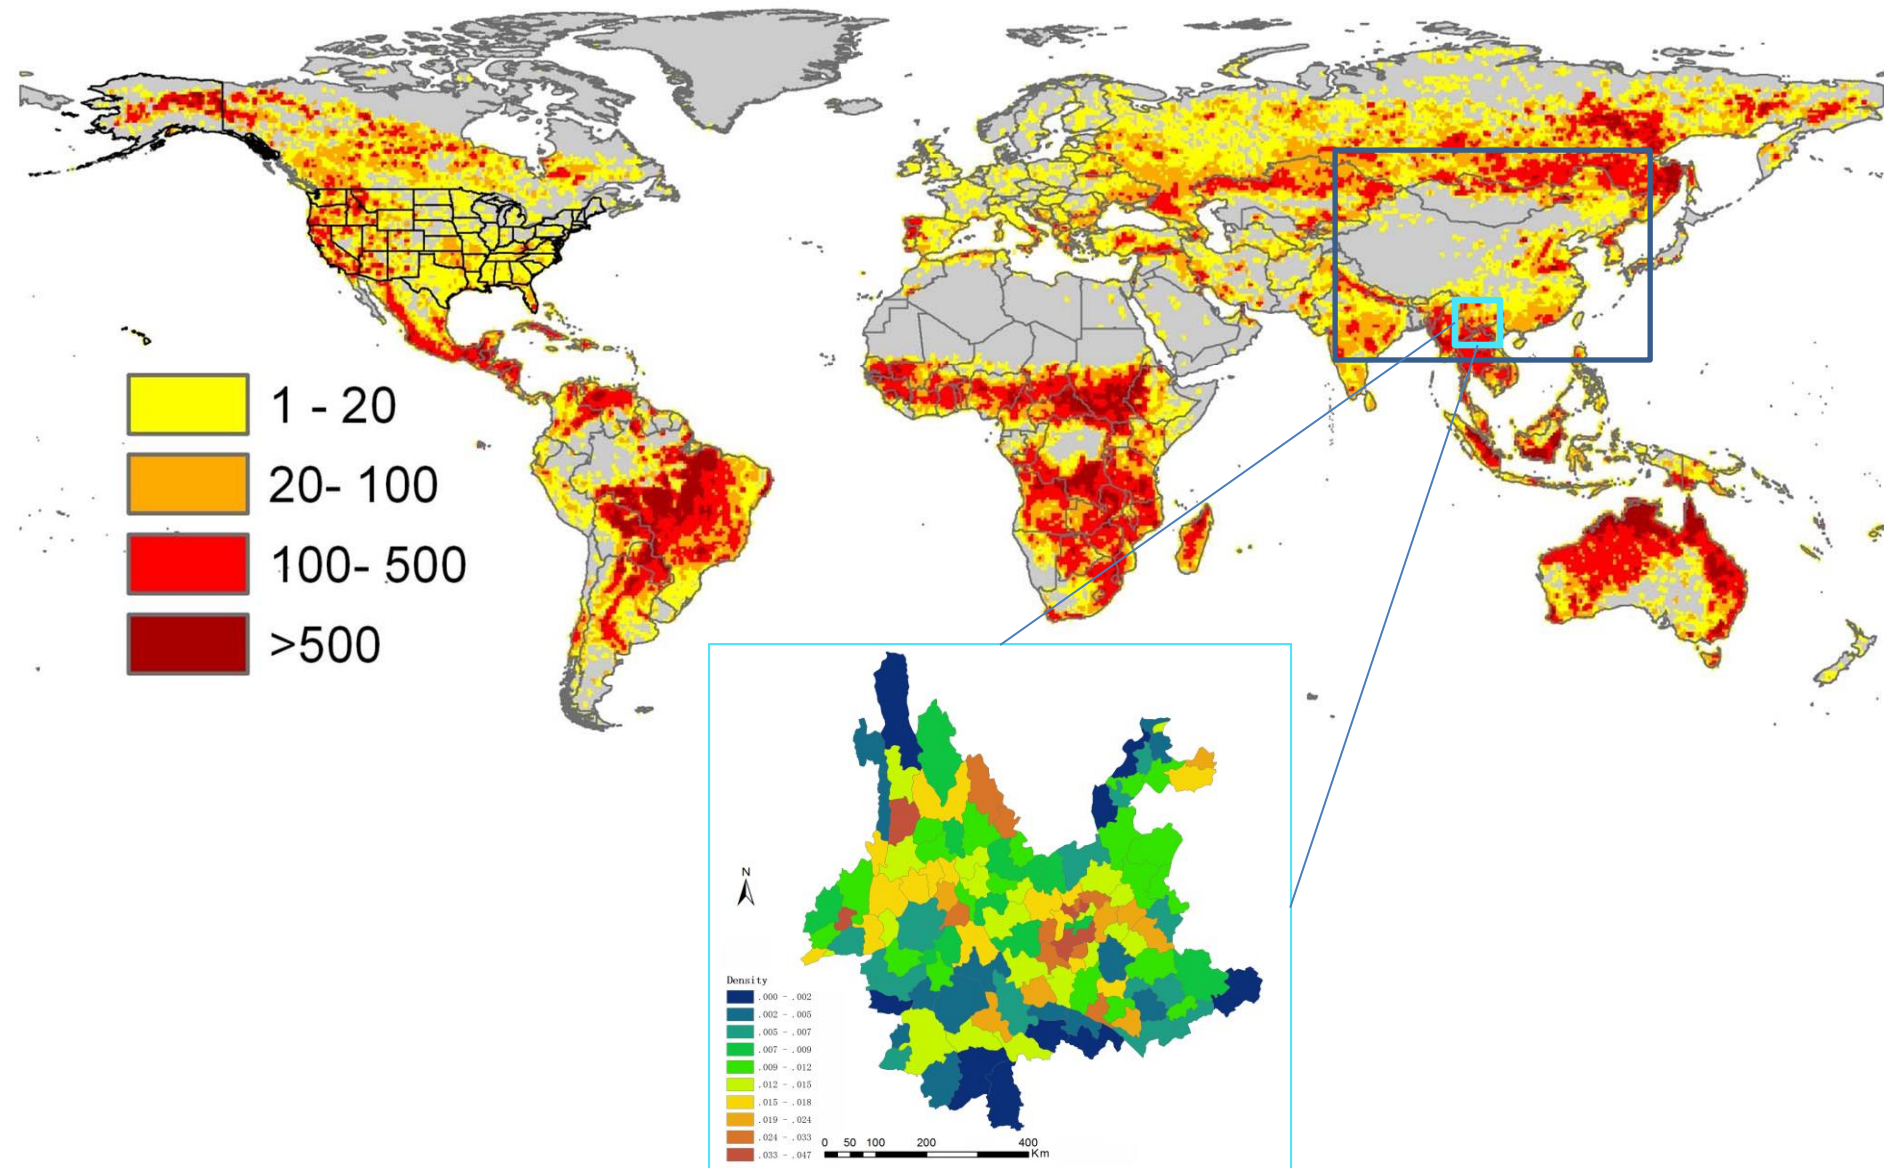 1 - 20
20- 100
100- 500
>500
N
Density
.000 - .002
.002 - .005
.005 - .007
.007 - .009
.009 - .012
.012 - .015
.015 - .018
.019 - .024
.024 - .033
.033 - .047
0 50 100 200 400
Km